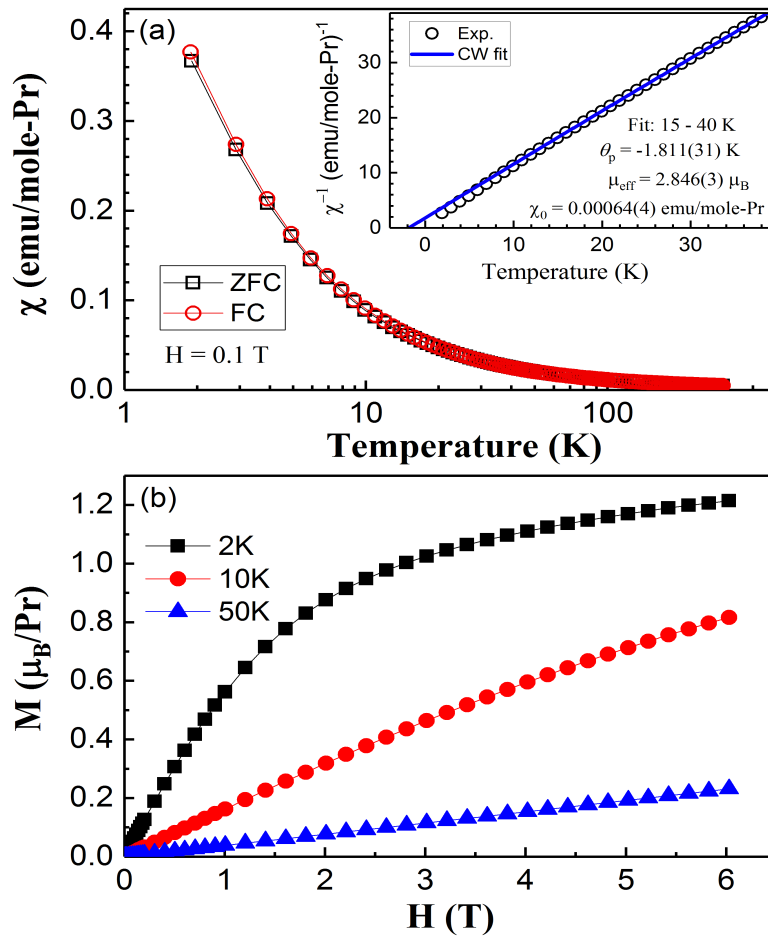 (a)
χ (emu/mole-Pr)
0.4
0.3
0.2
0.1
0.0
ZFC
FC
H = 0.1 T
1
10
100
Temperature (K)
χ⁻¹ (emu/mole-Pr)⁻¹
39
30
20
10
0
Exp.
CW fit
Fit: 15 - 40 K
θp = -1.811(31) K
μeff = 2.846(3) μB
χ0 = 0.00064(4) emu/mole-Pr
0
10
20
30
Temperature (K)
(b)
M (μB/Pr)
1.2
1.0
0.8
0.6
0.4
0.2
0.0
2K
10K
50K
0
1
2
3
4
5
6
H (T)